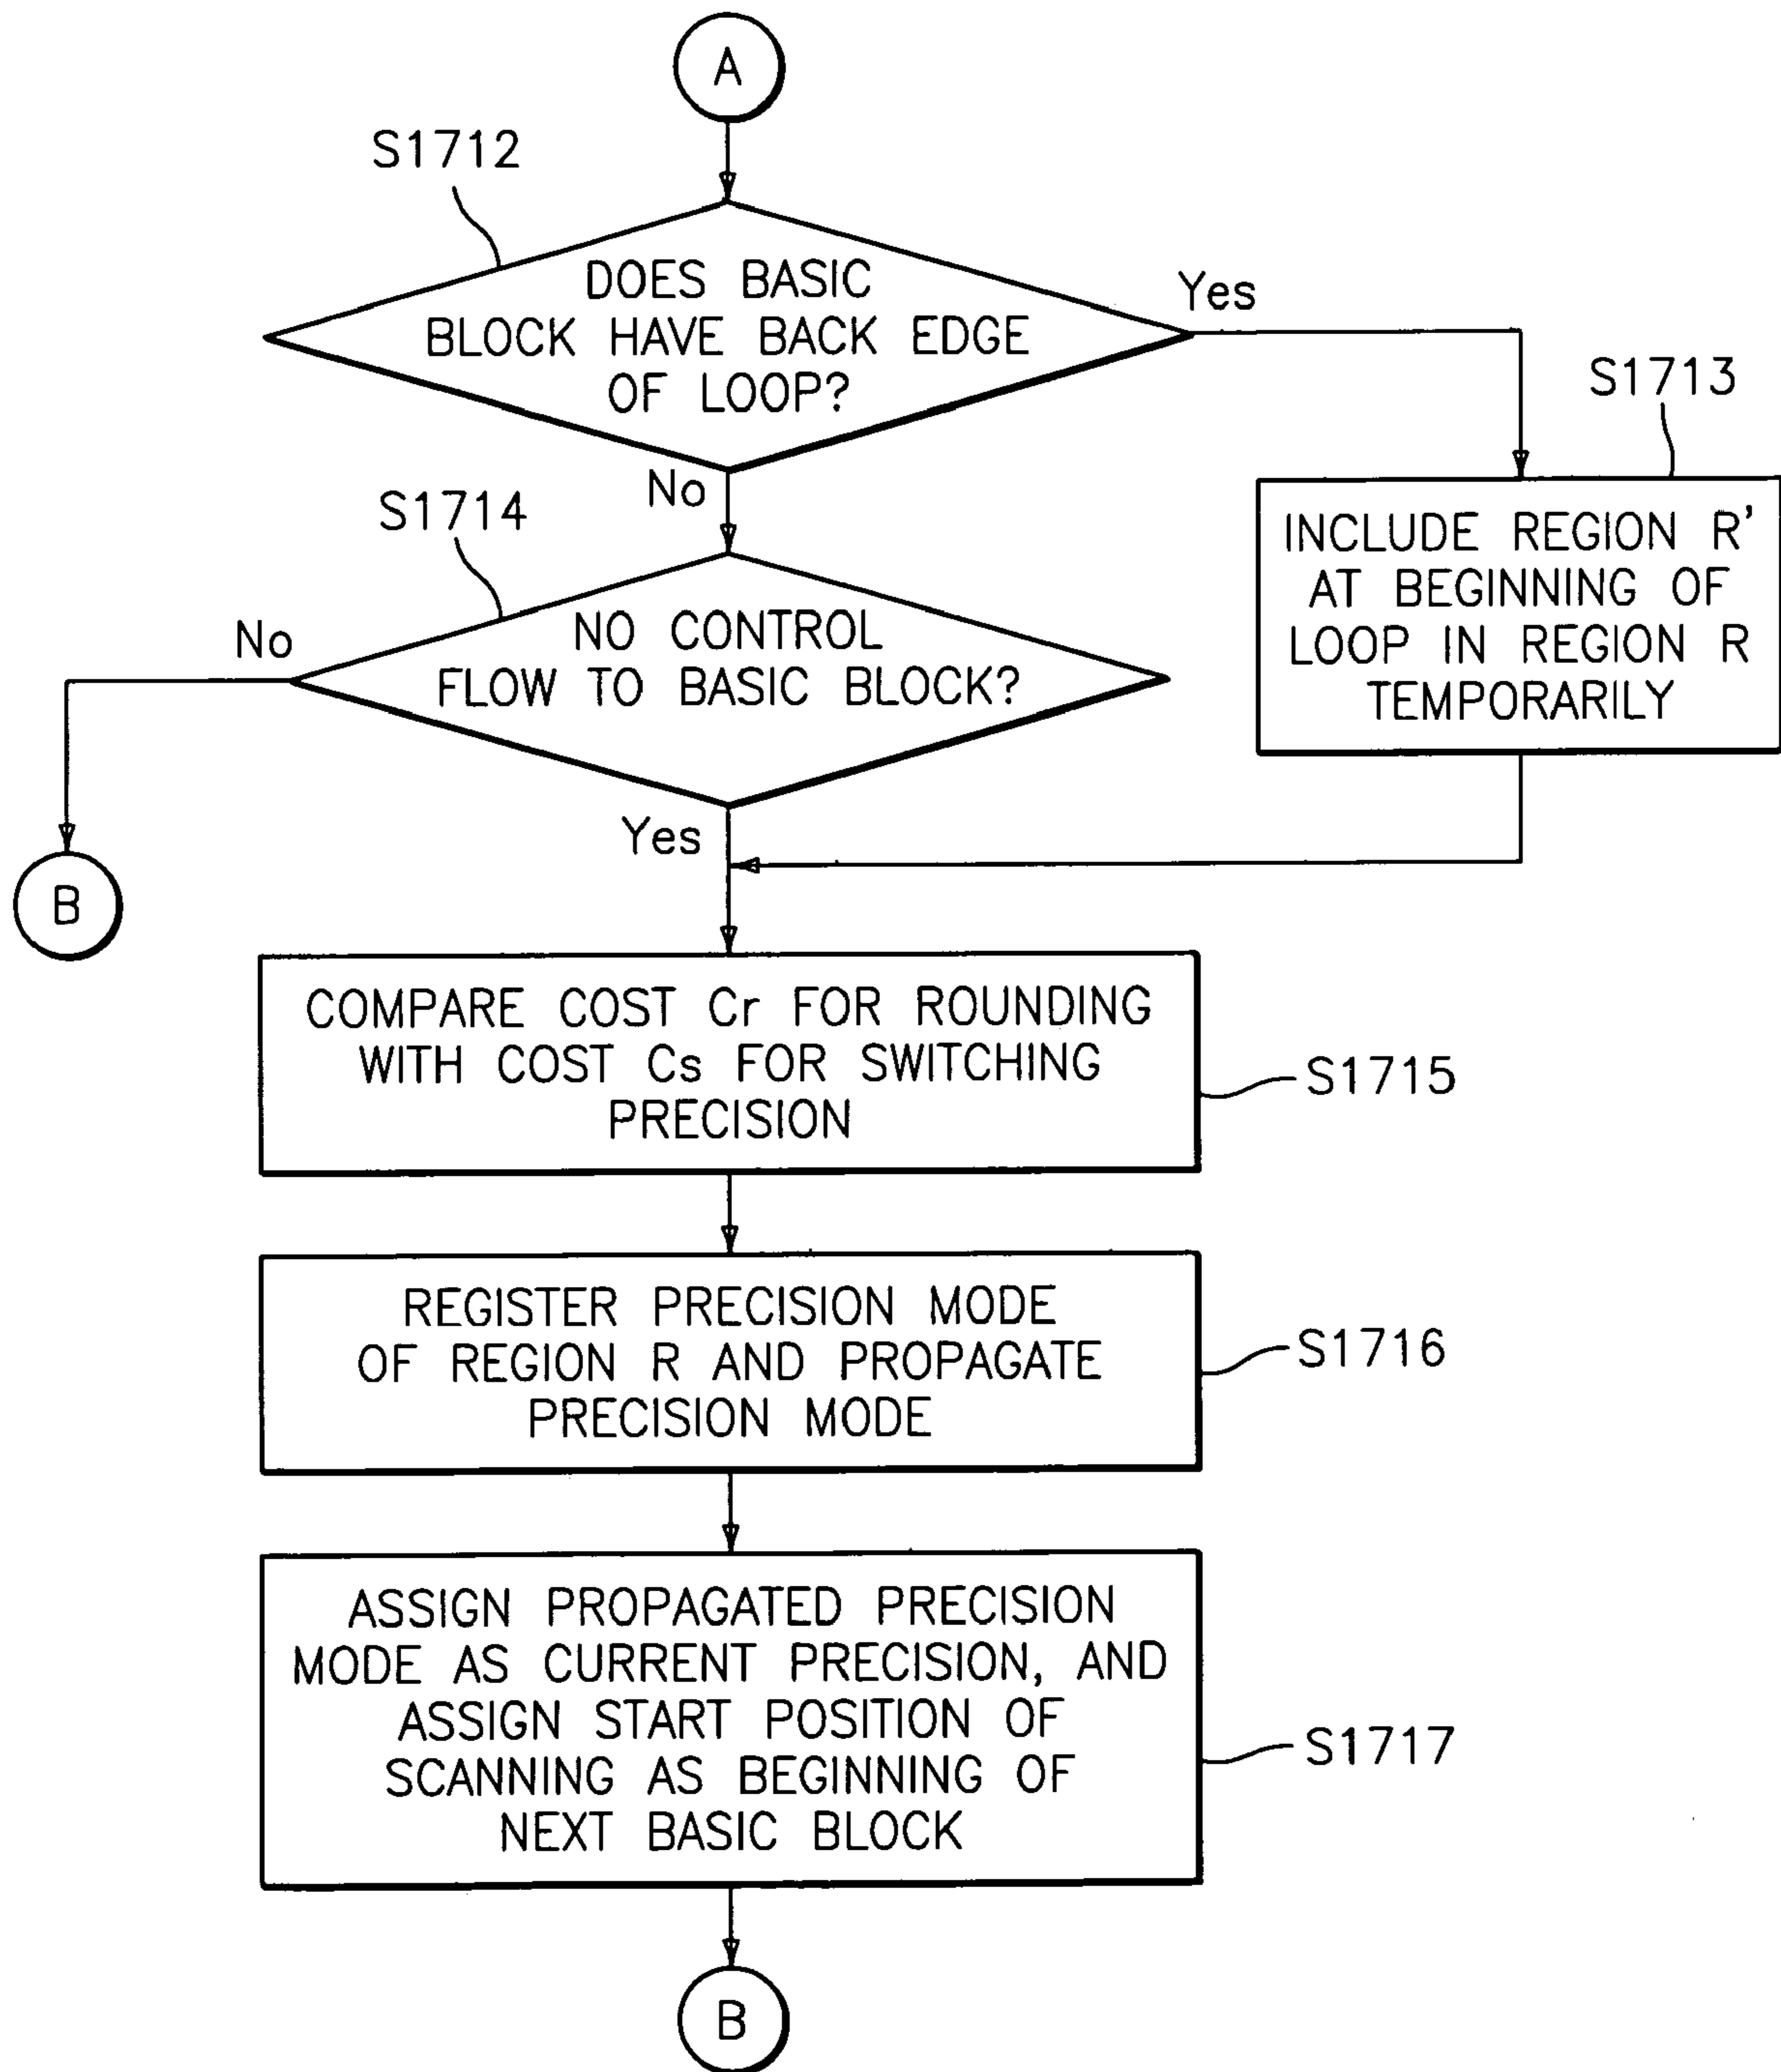 A
S1712
DOES BASIC
BLOCK HAVE BACK EDGE
OF LOOP?
Yes
No
S1713
INCLUDE REGION R'
AT BEGINNING OF
LOOP IN REGION R
TEMPORARILY
S1714
NO CONTROL
FLOW TO BASIC BLOCK?
No
Yes
B
COMPARE COST Cr FOR ROUNDING
WITH COST Cs FOR SWITCHING
PRECISION
S1715
REGISTER PRECISION MODE
OF REGION R AND PROPAGATE
PRECISION MODE
S1716
ASSIGN PROPAGATED PRECISION
MODE AS CURRENT PRECISION, AND
ASSIGN START POSITION OF
SCANNING AS BEGINNING OF
NEXT BASIC BLOCK
S1717
B